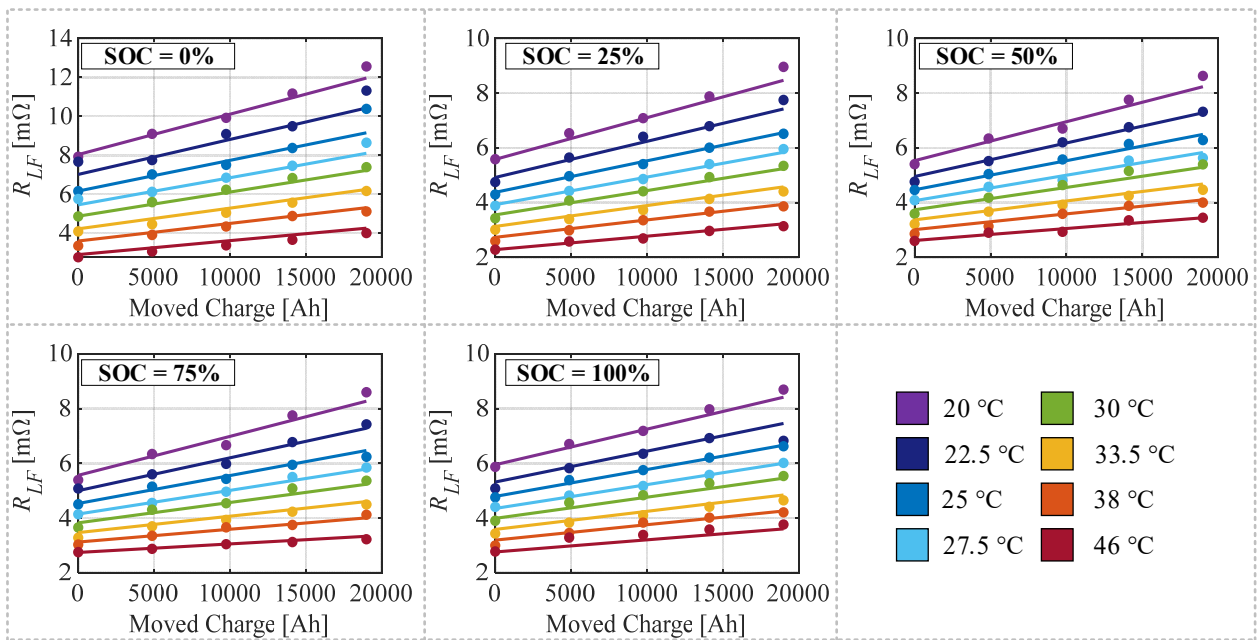 SOC = 0%
14
12
10
8
6
4
R_LF [mΩ]
0 5000 10000 15000 20000
Moved Charge [Ah]
SOC = 25%
10
8
6
4
2
R_LF [mΩ]
0 5000 10000 15000 20000
Moved Charge [Ah]
SOC = 50%
10
8
6
4
2
R_LF [mΩ]
0 5000 10000 15000 20000
Moved Charge [Ah]
SOC = 75%
10
8
6
4
2
R_LF [mΩ]
0 5000 10000 15000 20000
Moved Charge [Ah]
SOC = 100%
10
8
6
4
2
R_LF [mΩ]
0 5000 10000 15000 20000
Moved Charge [Ah]
20 °C 30 °C
22.5 °C 33.5 °C
25 °C 38 °C
27.5 °C 46 °C